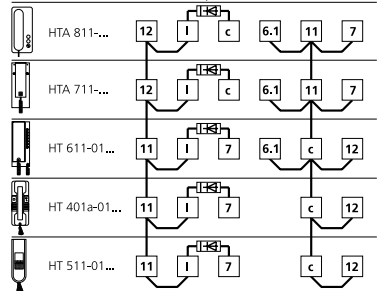 HTA 811-... 12 I c 6.1 11 7
HTA 711-... 12 I c 6.1 11 7
HT 611-01... 11 I 7 6.1 c 12
HT 401a-01... 11 I 7 c 12
HT 511-01... 11 I 7 c 12